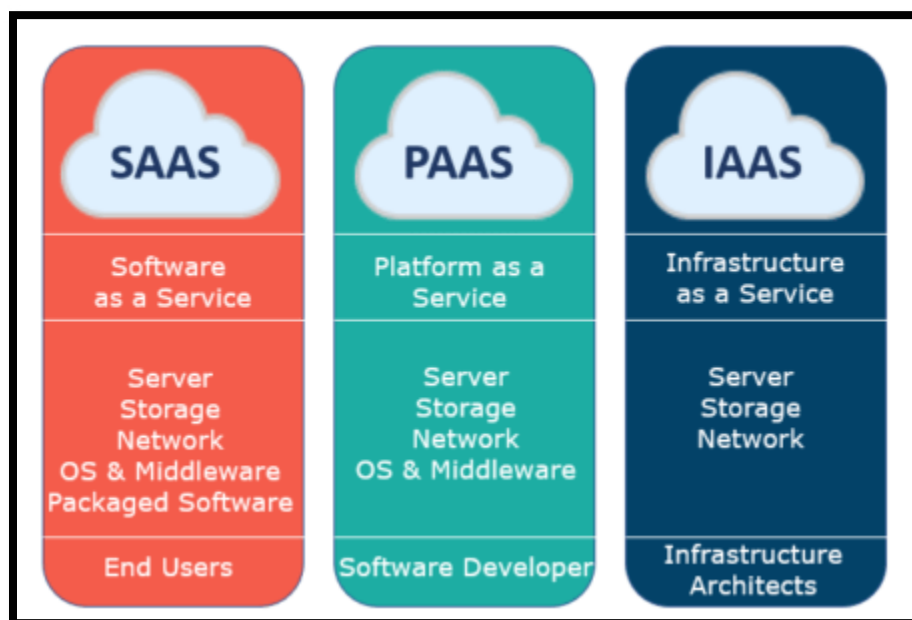 SAAS
Software
as a Service
Server
Storage
Network
OS & Middleware
Packaged Software
End Users
PAAS
Platform as a
Service
Server
Storage
Network
OS & Middleware
Software Developer
IAAS
Infrastructure
as a Service
Server
Storage
Network
Infrastructure
Architects